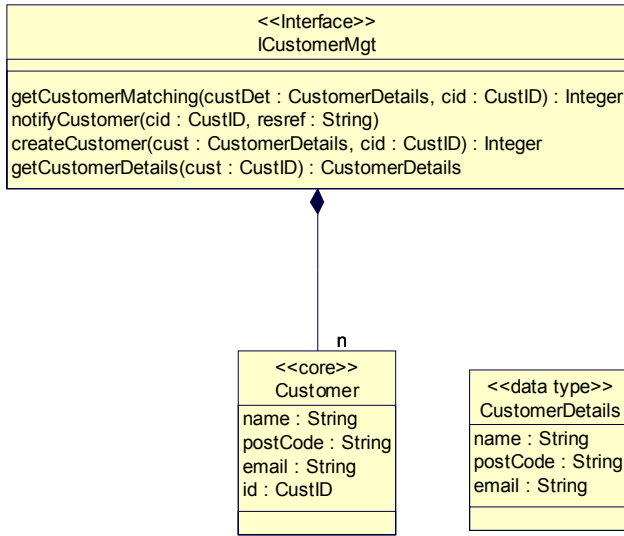 <<Interface>>
ICustomerMgt
getCustomerMatching(custDet : CustomerDetails, cid : CustID) : Integer
notifyCustomer(cid : CustID, resref : String)
createCustomer(cust : CustomerDetails, cid : CustID) : Integer
getCustomerDetails(cust : CustID) : CustomerDetails
n
<<core>>
Customer
name : String
postCode : String
email : String
id : CustID
<<data type>>
CustomerDetails
name : String
postCode : String
email : String